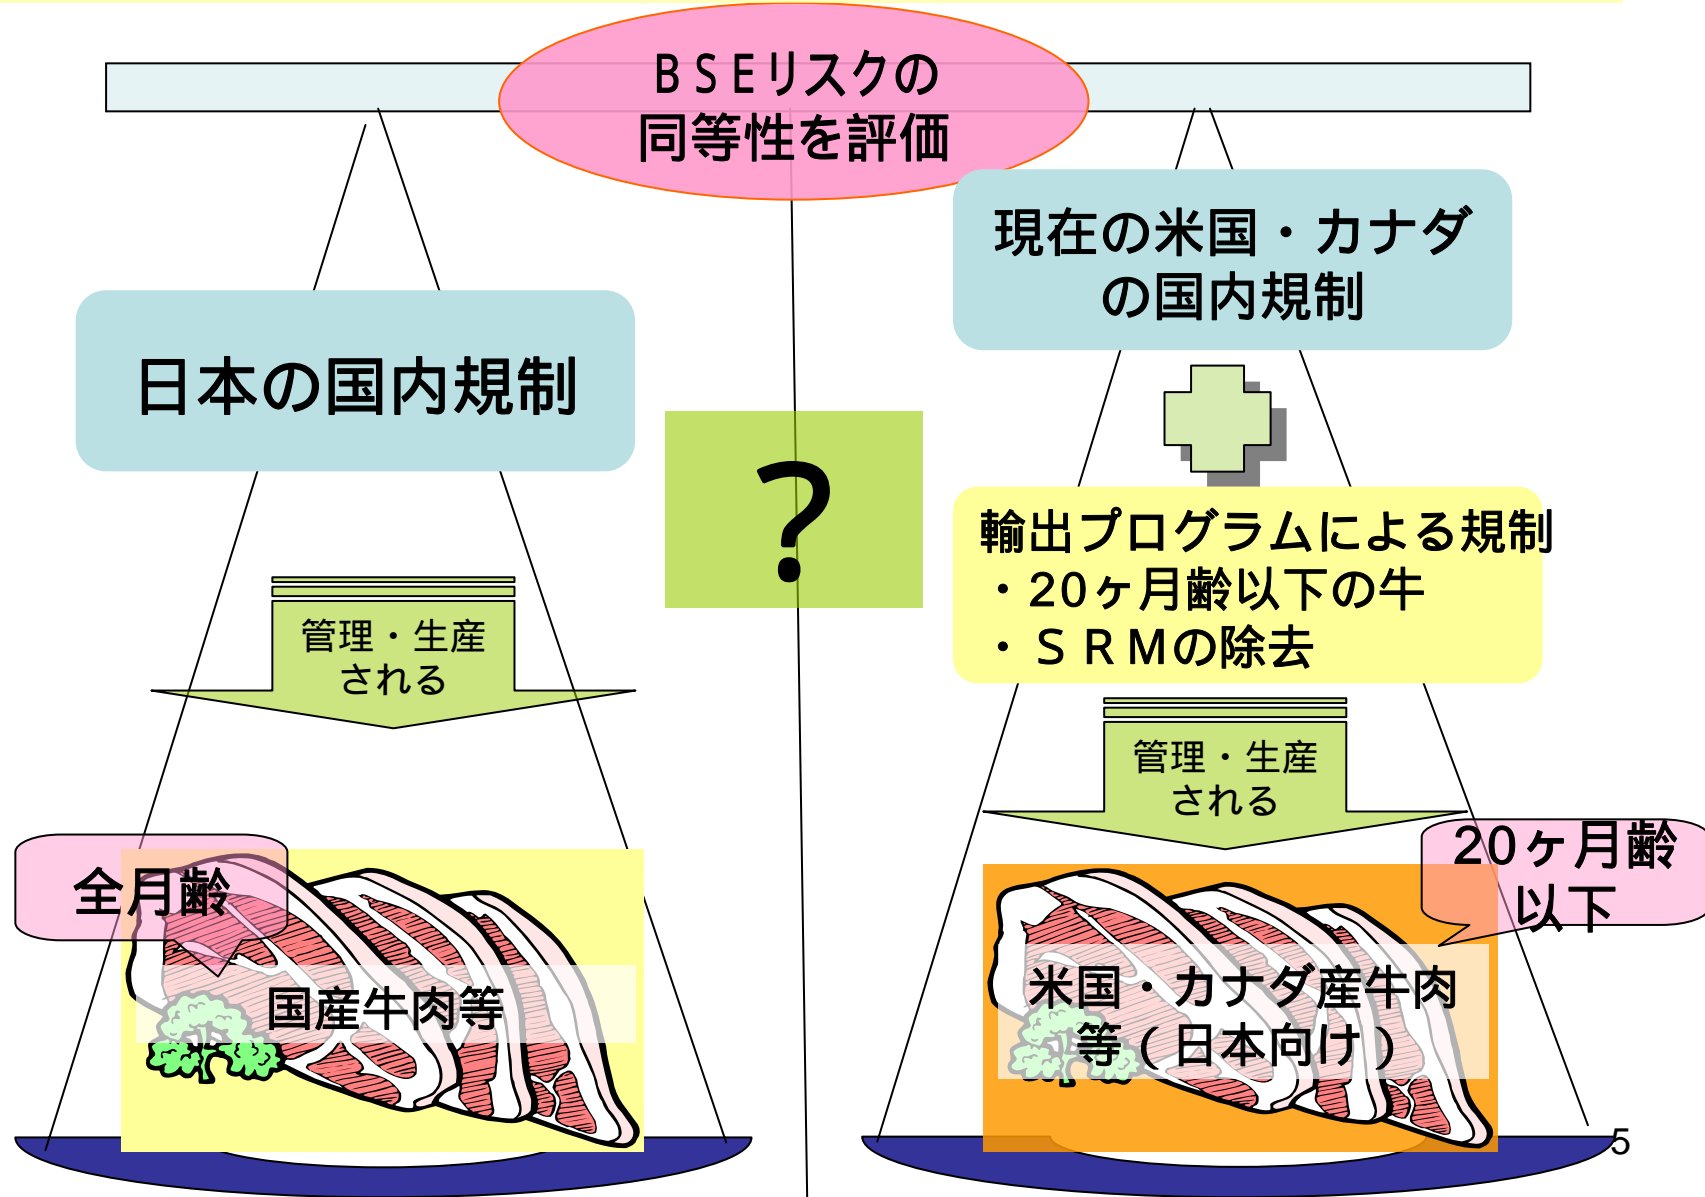 ＢＳＥリスクの
同等性を評価
日本の国内規制
管理・生産
される
全月齢
国産牛肉等
？
現在の米国・カナダ
の国内規制
輸出プログラムによる規制
・20ヶ月齢以下の牛
・ＳＲＭの除去
管理・生産
される
20ヶ月齢
以下
米国・カナダ産牛肉
等（日本向け）
5